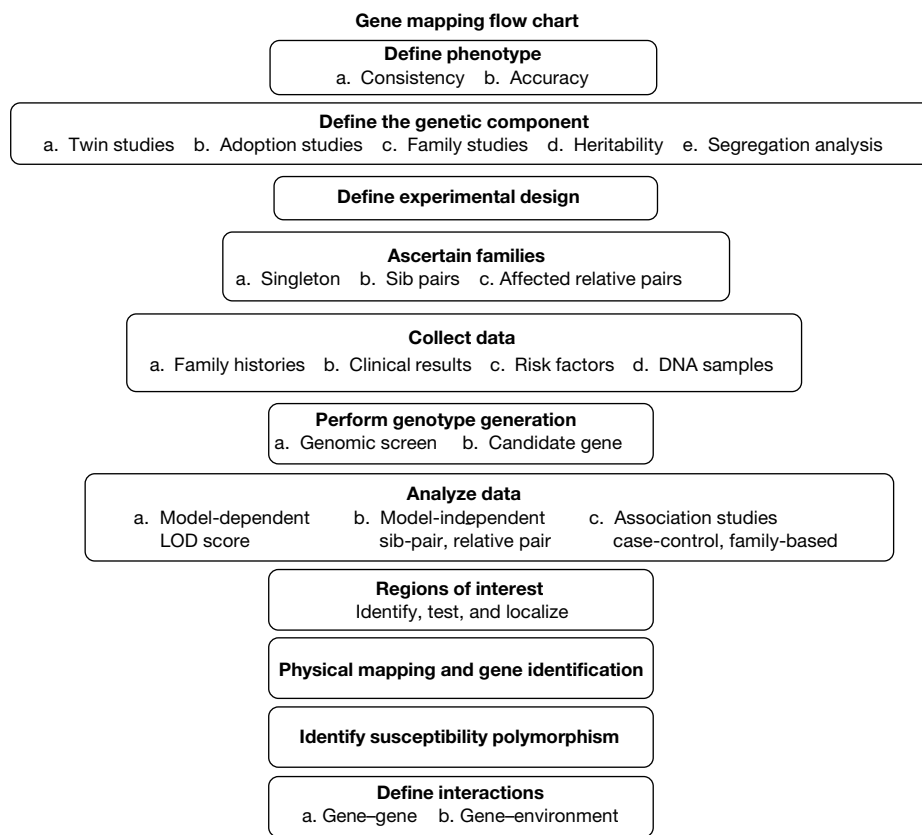 Gene mapping flow chart
Define phenotype
a. Consistency b. Accuracy
Define the genetic component
a. Twin studies b. Adoption studies c. Family studies d. Heritability e. Segregation analysis
Define experimental design
Ascertain families
a. Singleton b. Sib pairs c. Affected relative pairs
Collect data
a. Family histories b. Clinical results c. Risk factors d. DNA samples
Perform genotype generation
a. Genomic screen b. Candidate gene
Analyze data
a. Model-dependent b. Model-independent c. Association studies
LOD score sib-pair, relative pair case-control, family-based
Regions of interest
Identify, test, and localize
Physical mapping and gene identification
Identify susceptibility polymorphism
Define interactions
a. Gene–gene b. Gene–environment